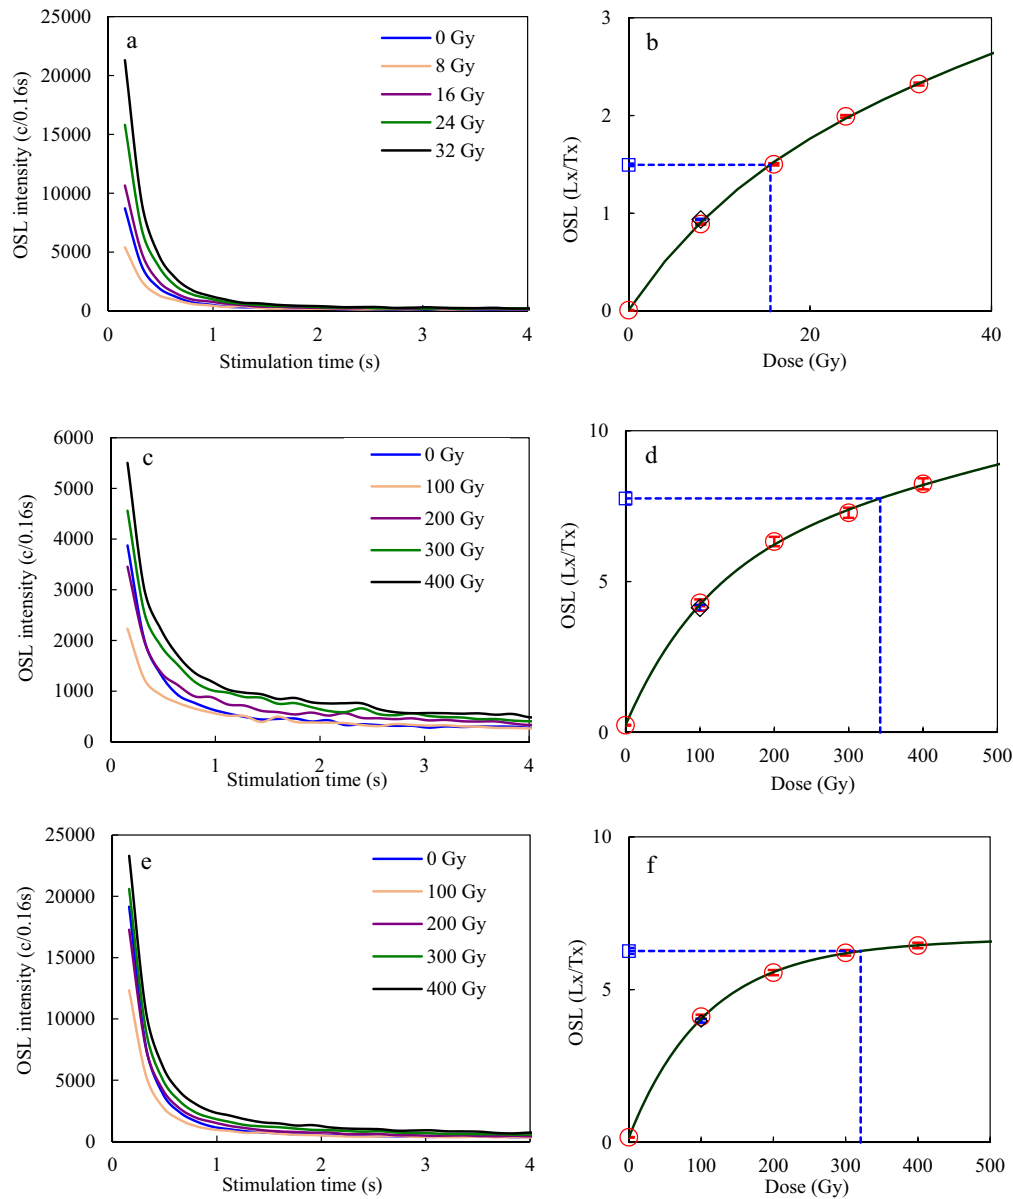 a
OSL intensity (c/0.16s)
25000
20000
15000
10000
5000
0
0 1 2 3 4
Stimulation time (s)
0 Gy
8 Gy
16 Gy
24 Gy
32 Gy
b
OSL (Lx/Tx)
3
2
1
0
0 20 40
Dose (Gy)
c
OSL intensity (c/0.16s)
6000
5000
4000
3000
2000
1000
0
0 1 2 3 4
Stimulation time (s)
0 Gy
100 Gy
200 Gy
300 Gy
400 Gy
d
OSL (Lx/Tx)
10
5
0
0 100 200 300 400 500
Dose (Gy)
e
OSL intensity (c/0.16s)
25000
20000
15000
10000
5000
0
0 1 2 3 4
Stimulation time (s)
0 Gy
100 Gy
200 Gy
300 Gy
400 Gy
f
OSL (Lx/Tx)
10
5
0
0 100 200 300 400 500
Dose (Gy)